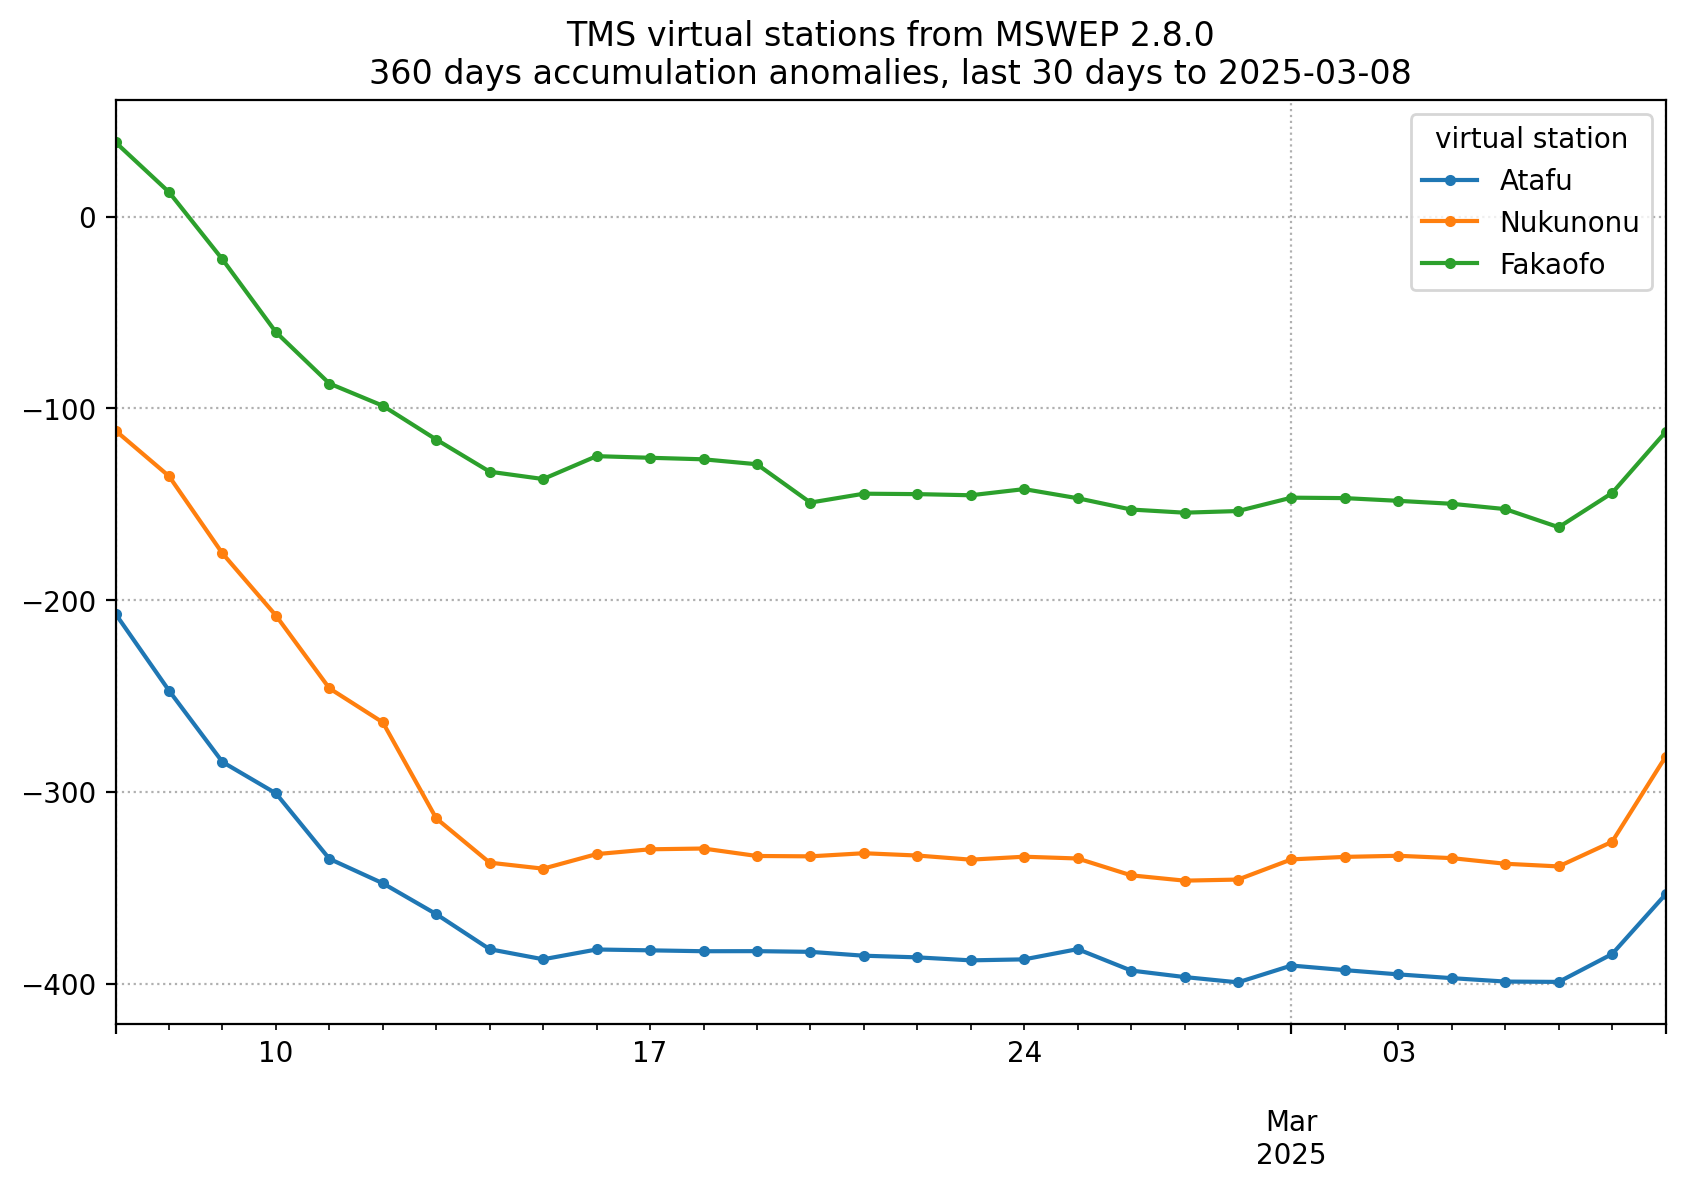 TMS virtual stations from MSWEP 2.8.0
360 days accumulation anomalies, last 30 days to 2025-03-08
virtual station
Atafu
Nukunonu
Fakaofo
0
−100
−200
−300
−400
10
17
24
03
Mar
2025